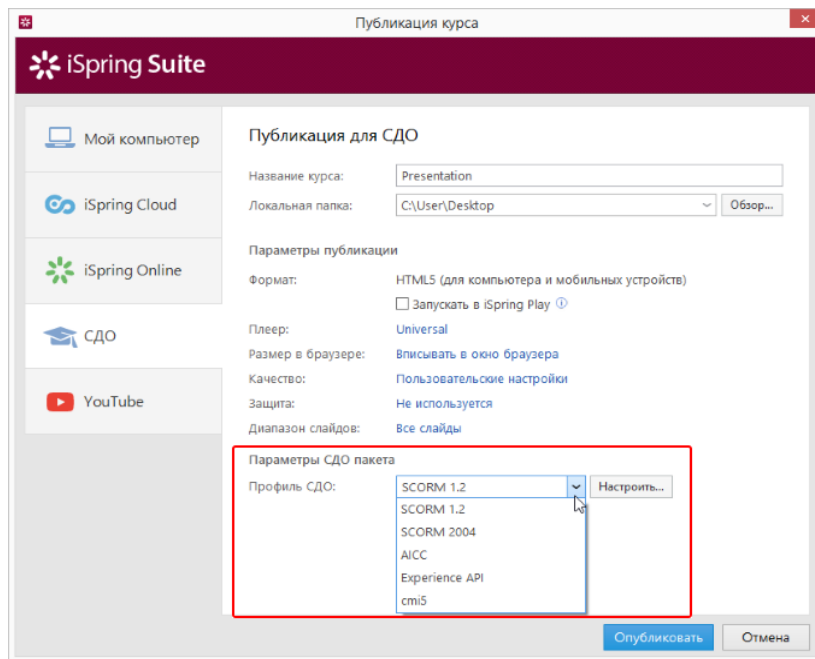 Публикация курса
iSpring Suite
Мой компьютер
iSpring Cloud
iSpring Online
СДО
YouTube
Публикация для СДО
Название курса: Presentation
Локальная папка: C:\User\Desktop Обзор...
Параметры публикации
Формат: HTML5 (для компьютера и мобильных устройств)
Запускать в iSpring Play
Плеер: Universal
Размер в браузере: Вписывать в окно браузера
Качество: Пользовательские настройки
Защита: Не используется
Диапазон слайдов: Все слайды
Параметры СДО пакета
Профиль СДО: SCORM 1.2 Настроить...
SCORM 1.2
SCORM 2004
AICC
Experience API
cmi5
Опубликовать Отмена